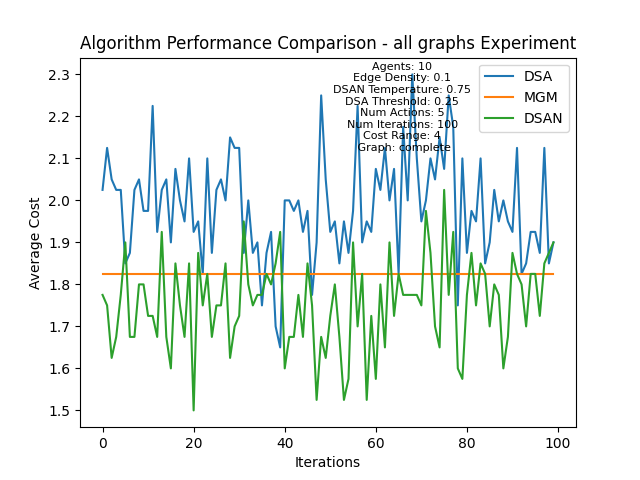 Algorithm Performance Comparison - all graphs Experiment
Agents: 10
Edge Density: 0.1
DSAN Temperature: 0.75
DSA Threshold: 0.25
Num Actions: 5
Num Iterations: 100
Cost Range: 4
Graph: complete
DSA
MGM
DSAN
Average Cost
2.3
2.2
2.1
2.0
1.9
1.8
1.7
1.6
1.5
0
20
40
60
80
100
Iterations